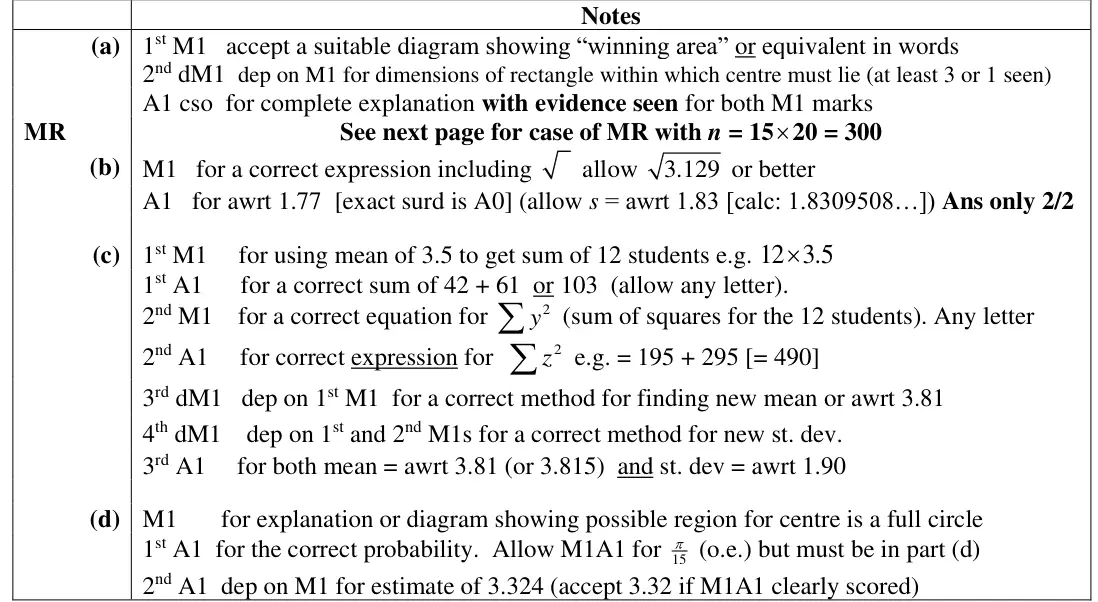 Notes
(a) 1st M1 accept a suitable diagram showing “winning area” or equivalent in words
2nd dM1 dep on M1 for dimensions of rectangle within which centre must lie (at least 3 or 1 seen)
A1 cso for complete explanation with evidence seen for both M1 marks
MR See next page for case of MR with n = 15×20 = 300
(b) M1 for a correct expression including √ allow √3.129 or better
A1 for awrt 1.77 [exact surd is A0] (allow s = awrt 1.83 [calc: 1.8309508…]) Ans only 2/2
(c) 1st M1 for using mean of 3.5 to get sum of 12 students e.g. 12×3.5
1st A1 for a correct sum of 42 + 61 or 103 (allow any letter).
2nd M1 for a correct equation for ∑y² (sum of squares for the 12 students). Any letter
2nd A1 for correct expression for ∑z² e.g. = 195 + 295 [= 490]
3rd dM1 dep on 1st M1 for a correct method for finding new mean or awrt 3.81
4th dM1 dep on 1st and 2nd M1s for a correct method for new st. dev.
3rd A1 for both mean = awrt 3.81 (or 3.815) and st. dev = awrt 1.90
(d) M1 for explanation or diagram showing possible region for centre is a full circle
1st A1 for the correct probability. Allow M1A1 for π/15 (o.e.) but must be in part (d)
2nd A1 dep on M1 for estimate of 3.324 (accept 3.32 if M1A1 clearly scored)